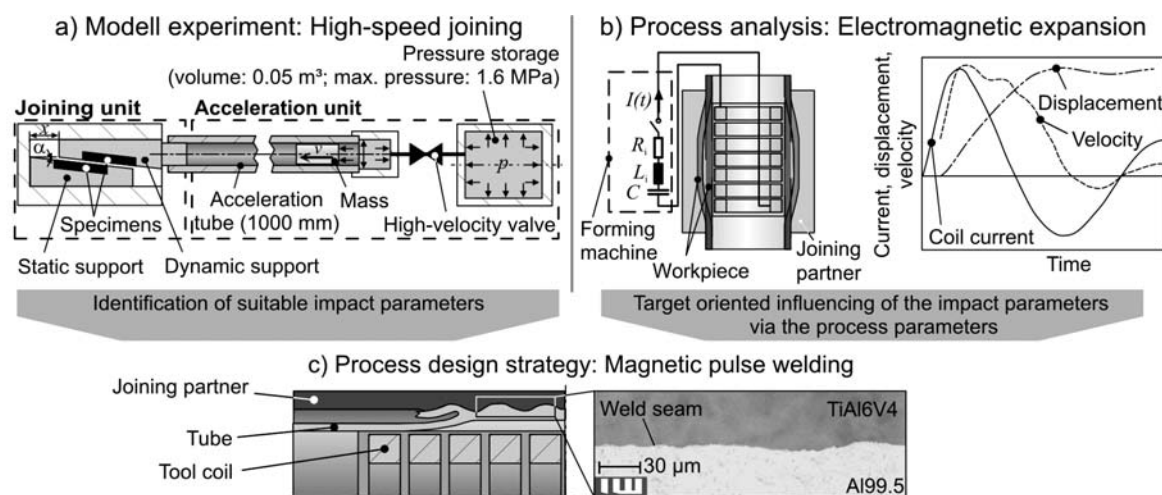 a) Modell experiment: High-speed joining
Pressure storage
(volume: 0.05 m³; max. pressure: 1.6 MPa)
Joining unit
Acceleration unit
x
α
v
p
Specimens
Acceleration
tube (1000 mm)
Mass
High-velocity valve
Static support
Dynamic support
Identification of suitable impact parameters
b) Process analysis: Electromagnetic expansion
I(t)
Ri
Li
C
Forming
machine
Workpiece
Joining
partner
Current, displacement,
velocity
Displacement
Velocity
Coil current
Time
Target oriented influencing of the impact parameters
via the process parameters
c) Process design strategy: Magnetic pulse welding
Joining partner
Tube
Tool coil
Weld seam
TiAl6V4
30 µm
Al99.5